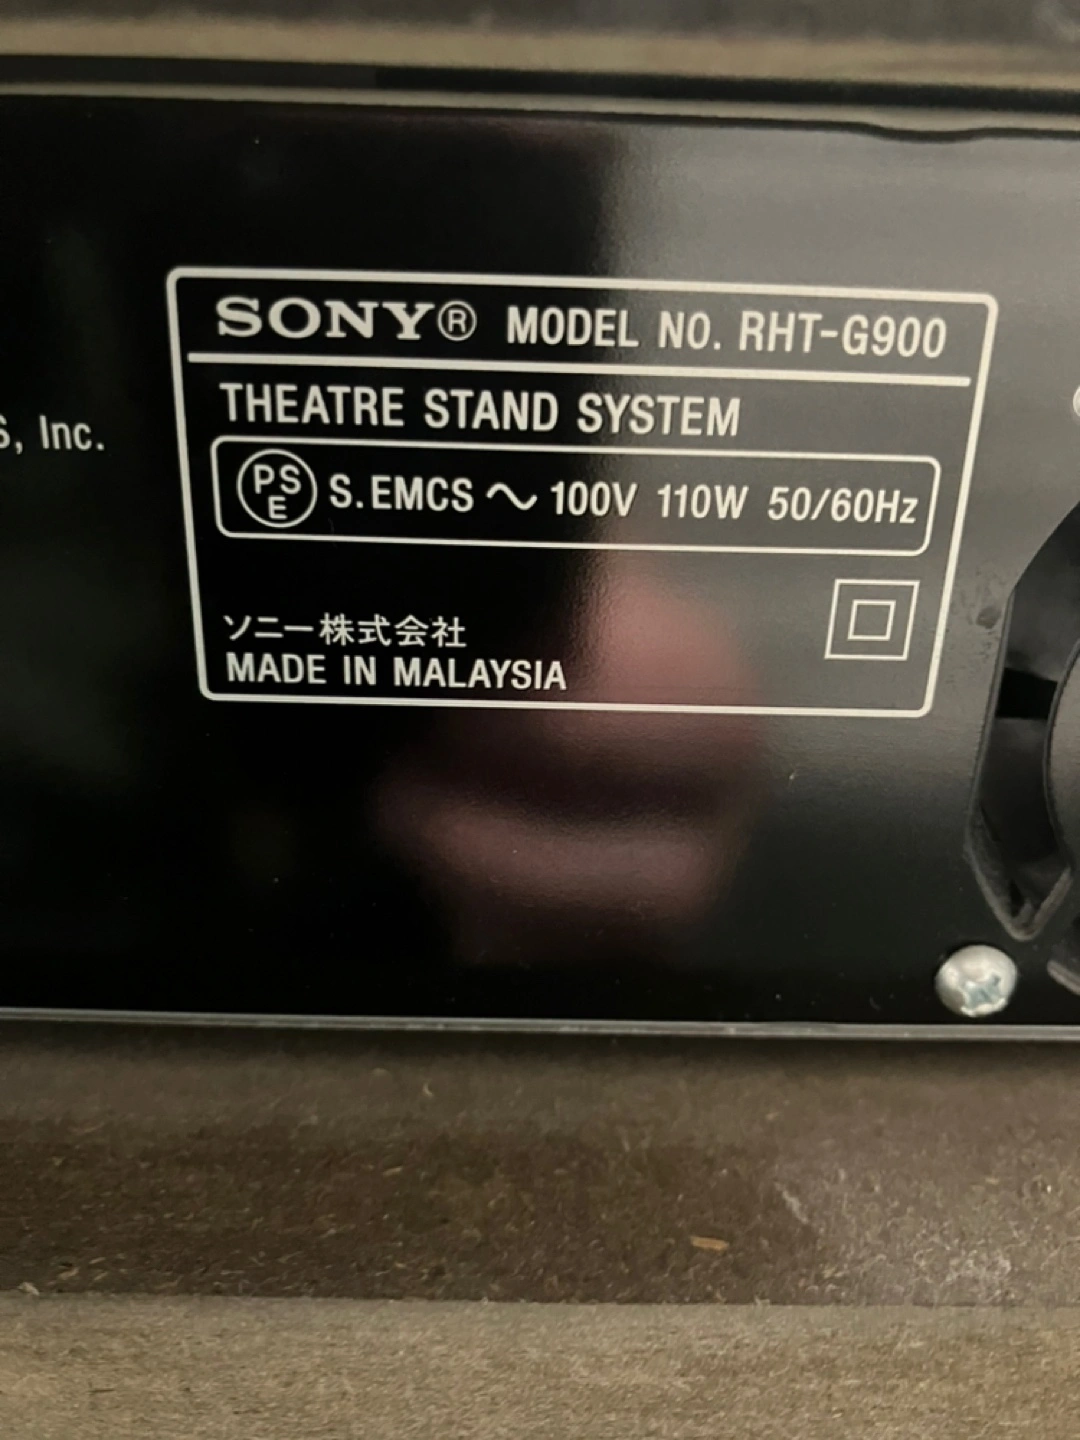 SONY® MODEL NO. RHT-G900
THEATRE STAND SYSTEM
, Inc.
PSE S.EMCS ~ 100V 110W 50/60Hz
ソニー株式会社
MADE IN MALAYSIA